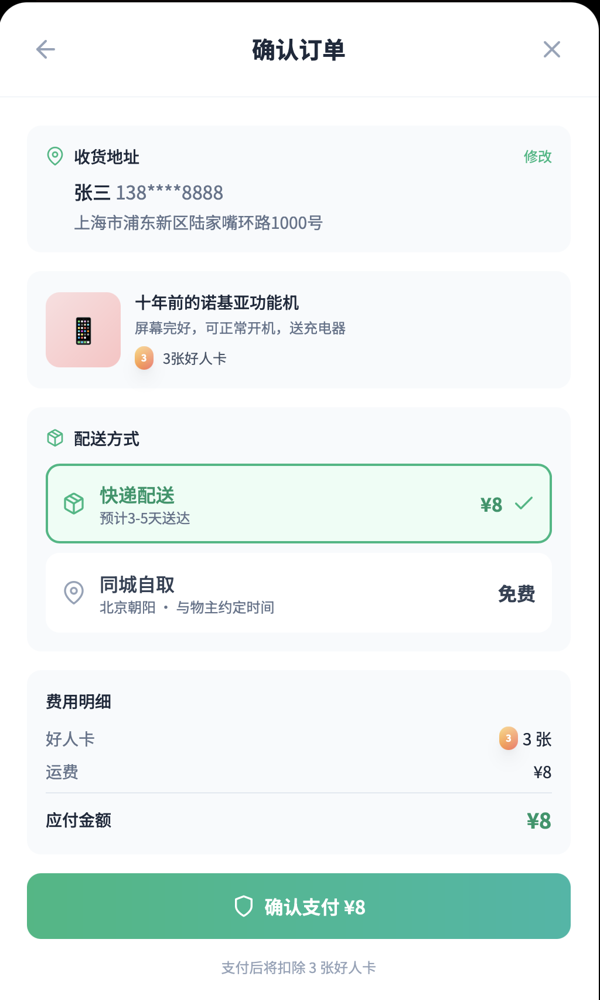 确认订单
收货地址 修改
张三 138****8888
上海市浦东新区陆家嘴环路1000号
十年前的诺基亚功能机
屏幕完好，可正常开机，送充电器
3 3张好人卡
配送方式
快递配送
¥8
预计3-5天送达
同城自取
免费
北京朝阳 · 与物主约定时间
费用明细
好人卡 3 3 张
运费 ¥8
应付金额 ¥8
确认支付 ¥8
支付后将扣除 3 张好人卡